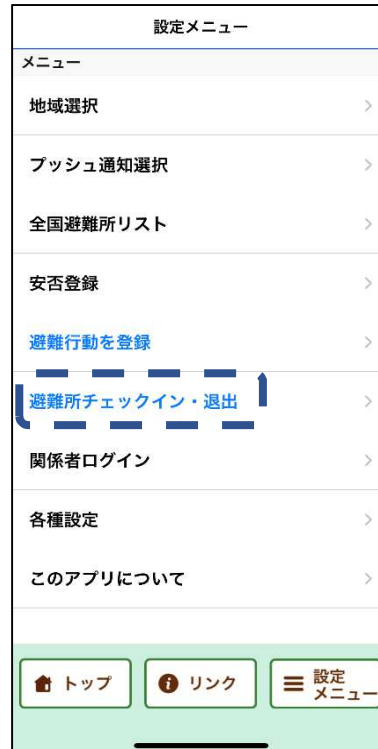 設定メニュー
メニュー
地域選択
プッシュ通知選択
全国避難所リスト
安否登録
避難行動を登録
避難所チェックイン・退出
関係者ログイン
各種設定
このアプリについて
トップ
リンク
設定
メニュー